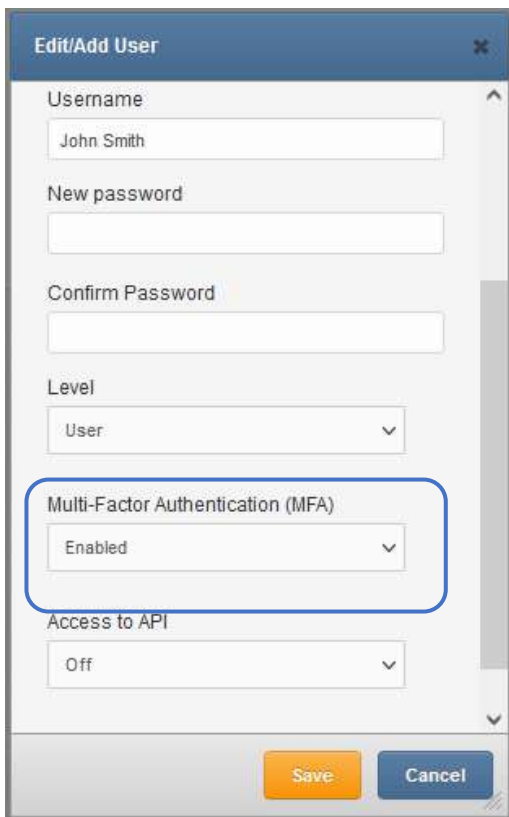 Edit/Add User
Username
John Smith
New password
Confirm Password
Level
User
Multi-Factor Authentication (MFA)
Enabled
Access to API
Off
Save
Cancel